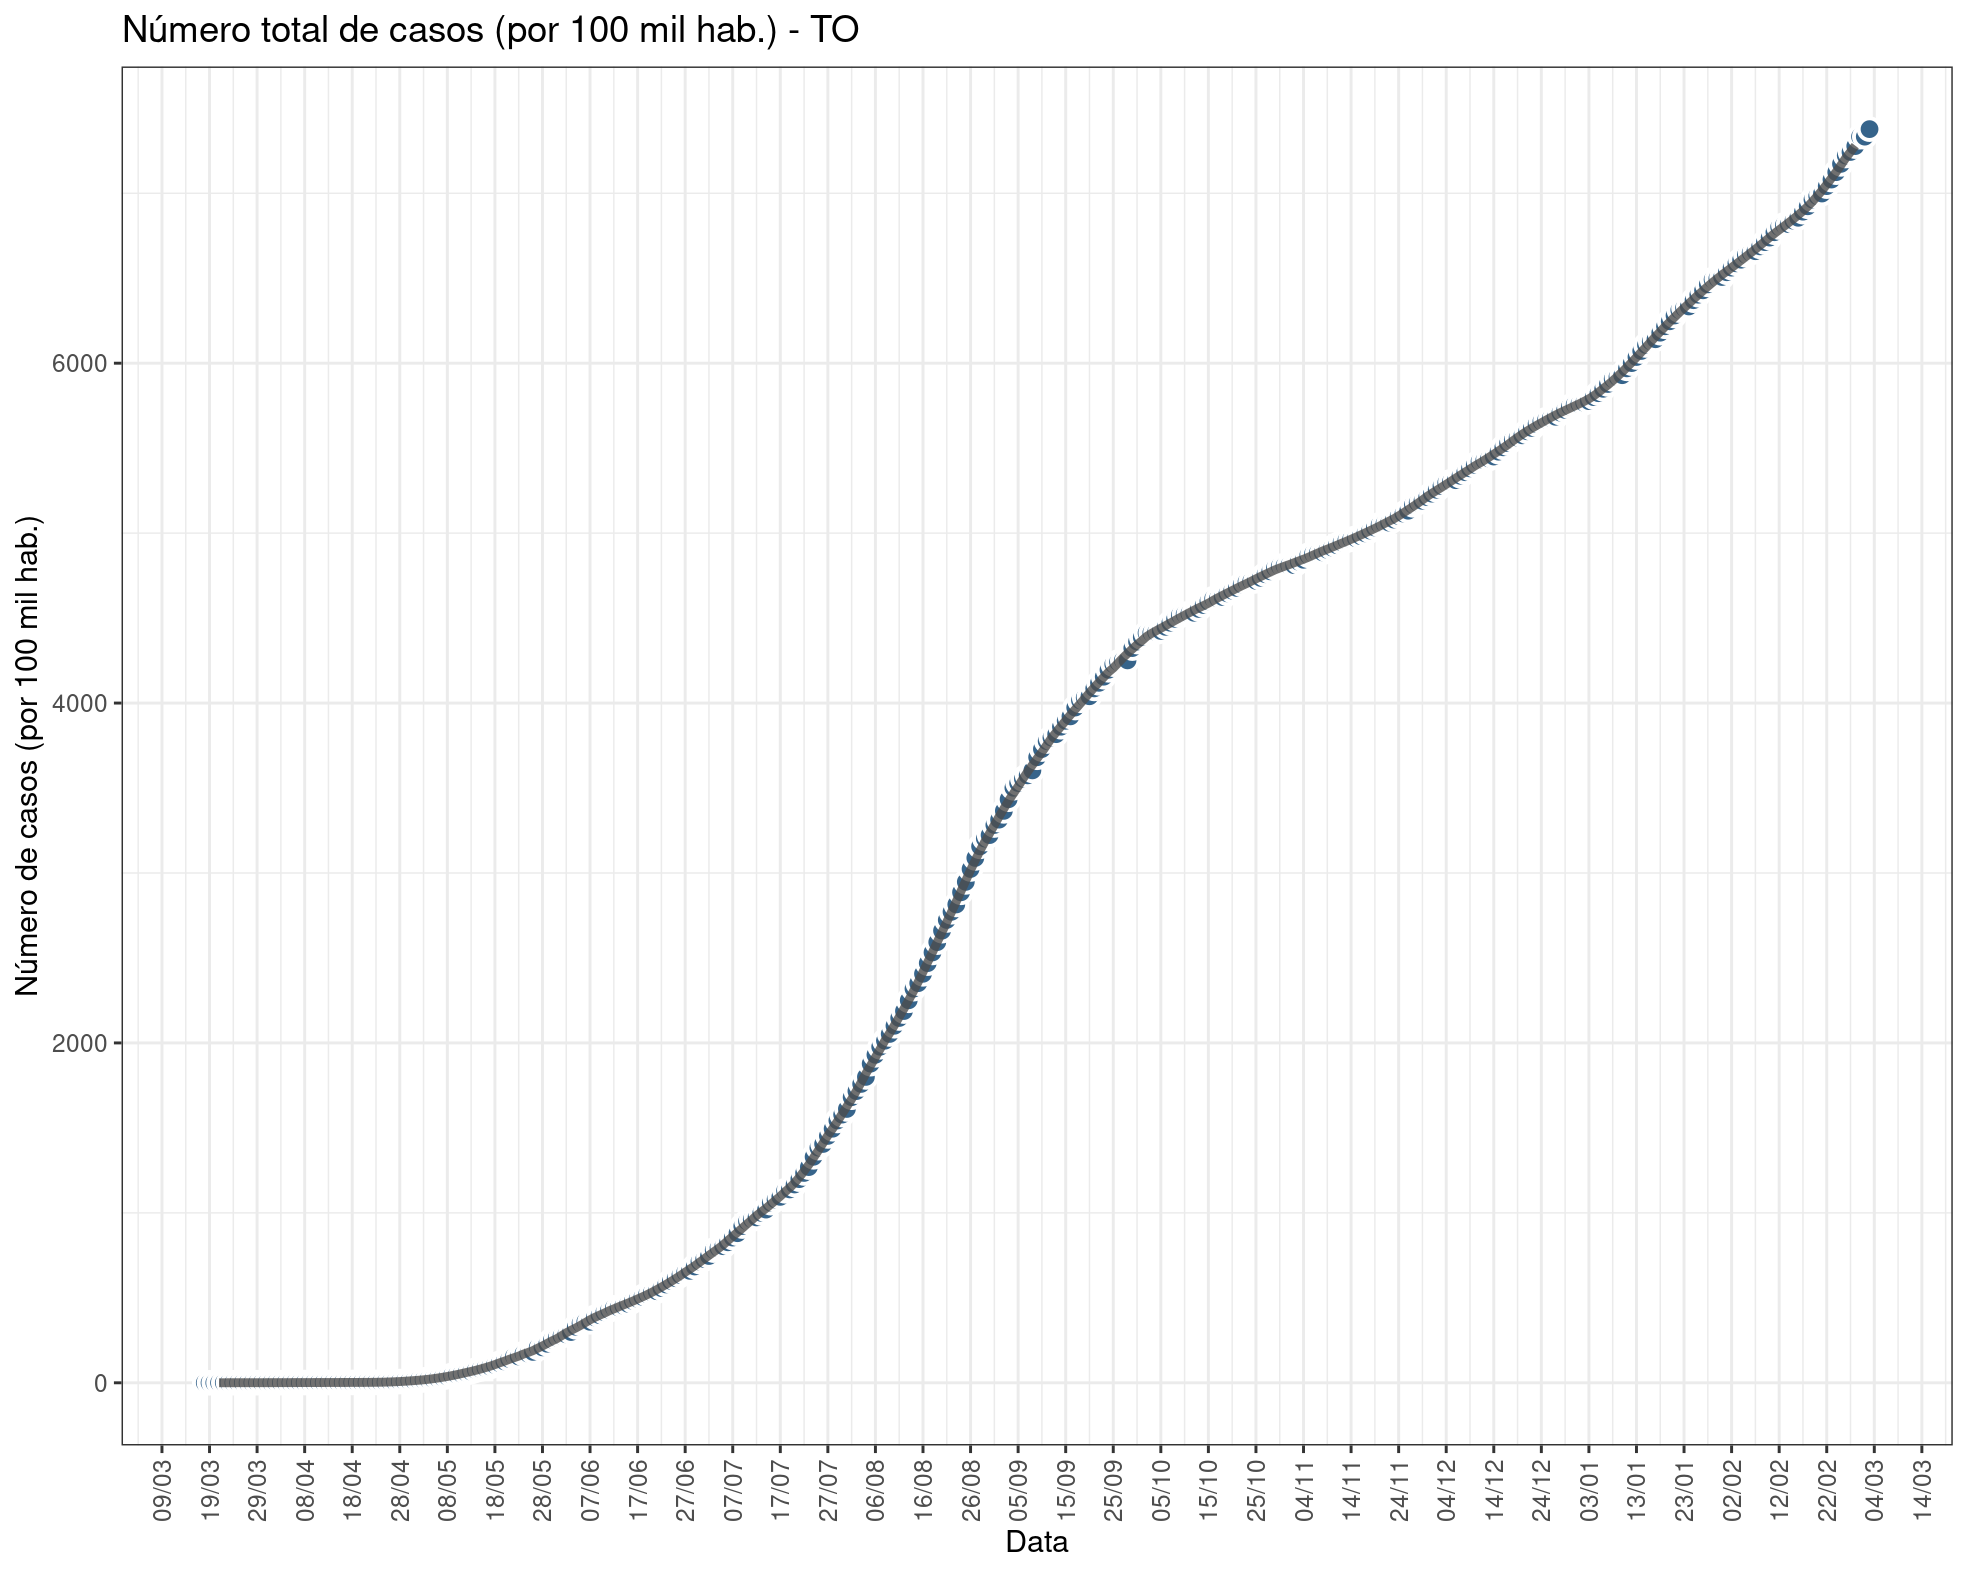 Número total de casos (por 100 mil hab.) - TO
Número de casos (por 100 mil hab.)
6000
4000
2000
0
09/03 19/03 29/03 08/04 18/04 28/04 08/05 18/05 28/05 07/06 17/06 27/06 07/07 17/07 27/07 06/08 16/08 26/08 05/09 15/09 25/09 05/10 15/10 25/10 04/11 14/11 24/11 04/12 14/12 24/12 03/01 13/01 23/01 02/02 12/02 22/02 04/03 14/03
Data